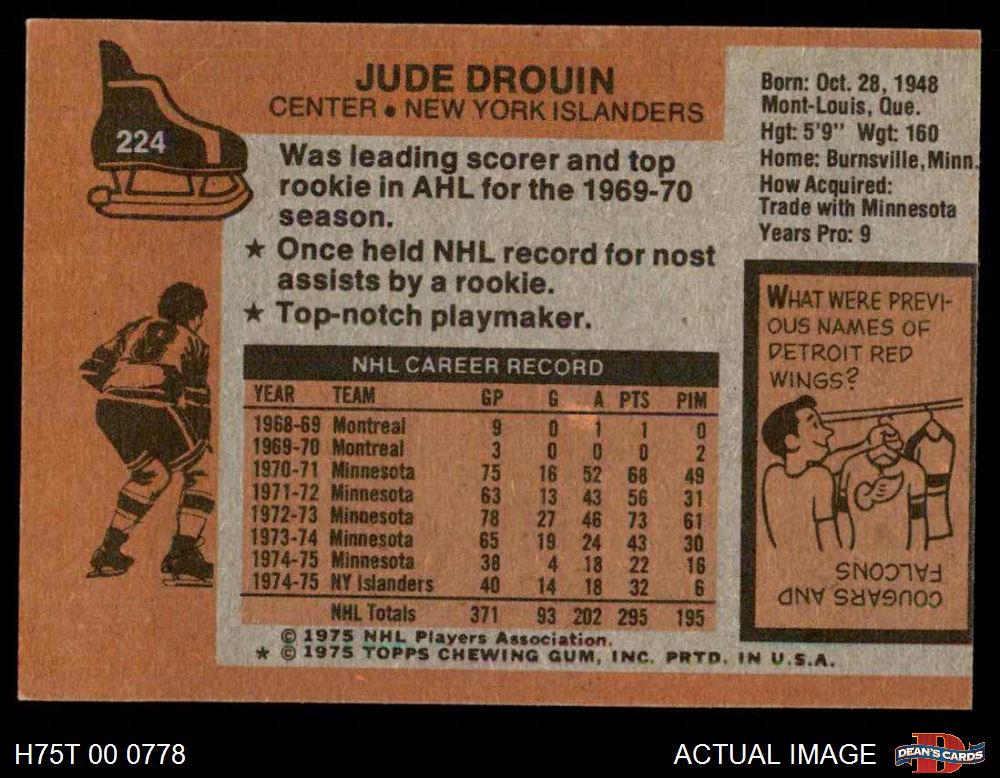 224
JUDE DROUIN
CENTER • NEW YORK ISLANDERS
Was leading scorer and top
rookie in AHL for the 1969-70
season.
★ Once held NHL record for nost
assists by a rookie.
★ Top-notch playmaker.
Born: Oct. 28, 1948
Mont-Louis, Que.
Hgt: 5'9" Wgt: 160
Home: Burnsville, Minn.
How Acquired:
Trade with Minnesota
Years Pro: 9
WHAT WERE PREVI-
OUS NAMES OF
DETROIT RED
WINGS?
COUGARS AND
FALCONS
NHL CAREER RECORD
YEAR TEAM GP G A PTS PIM
1968-69 Montreal 9 0 1 1 0
1969-70 Montreal 3 0 0 0 2
1970-71 Minnesota 75 16 52 68 49
1971-72 Minnesota 63 13 43 56 31
1972-73 Minnesota 78 27 46 73 61
1973-74 Minnesota 65 19 24 43 30
1974-75 Minnesota 38 4 18 22 16
1974-75 NY Islanders 40 14 18 32 6
NHL Totals 371 93 202 295 195
© 1975 NHL Players Association.
★ © 1975 TOPPS CHEWING GUM, INC. PRTD. IN U.S.A.
8
H75T 00 0778
ACTUAL IMAGE
D
DEAN'S CARDS